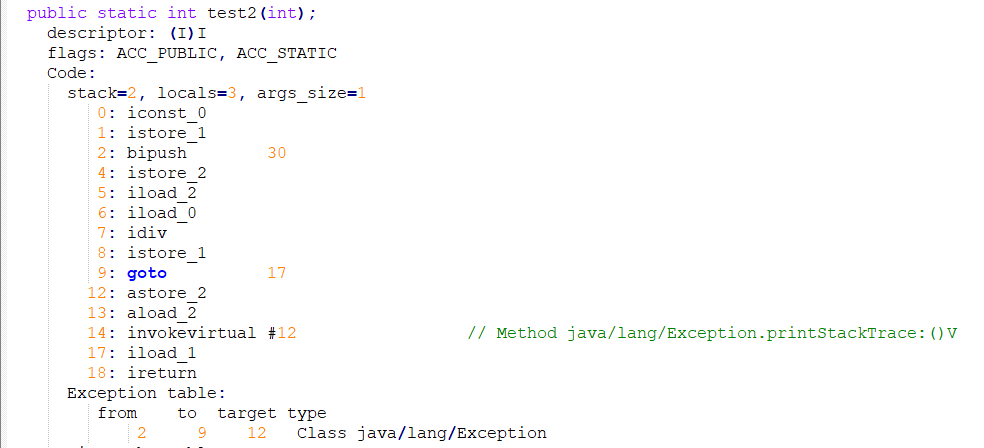 public static int test2(int);
descriptor: (I)I
flags: ACC_PUBLIC, ACC_STATIC
Code:
stack=2, locals=3, args_size=1
0: iconst_0
1: istore_1
2: bipush 30
4: istore_2
5: iload_2
6: iload_0
7: idiv
8: istore_1
9: goto 17
12: astore_2
13: aload_2
14: invokevirtual #12 // Method java/lang/Exception.printStackTrace:()V
17: iload_1
18: ireturn
Exception table:
from to target type
2 9 12 Class java/lang/Exception